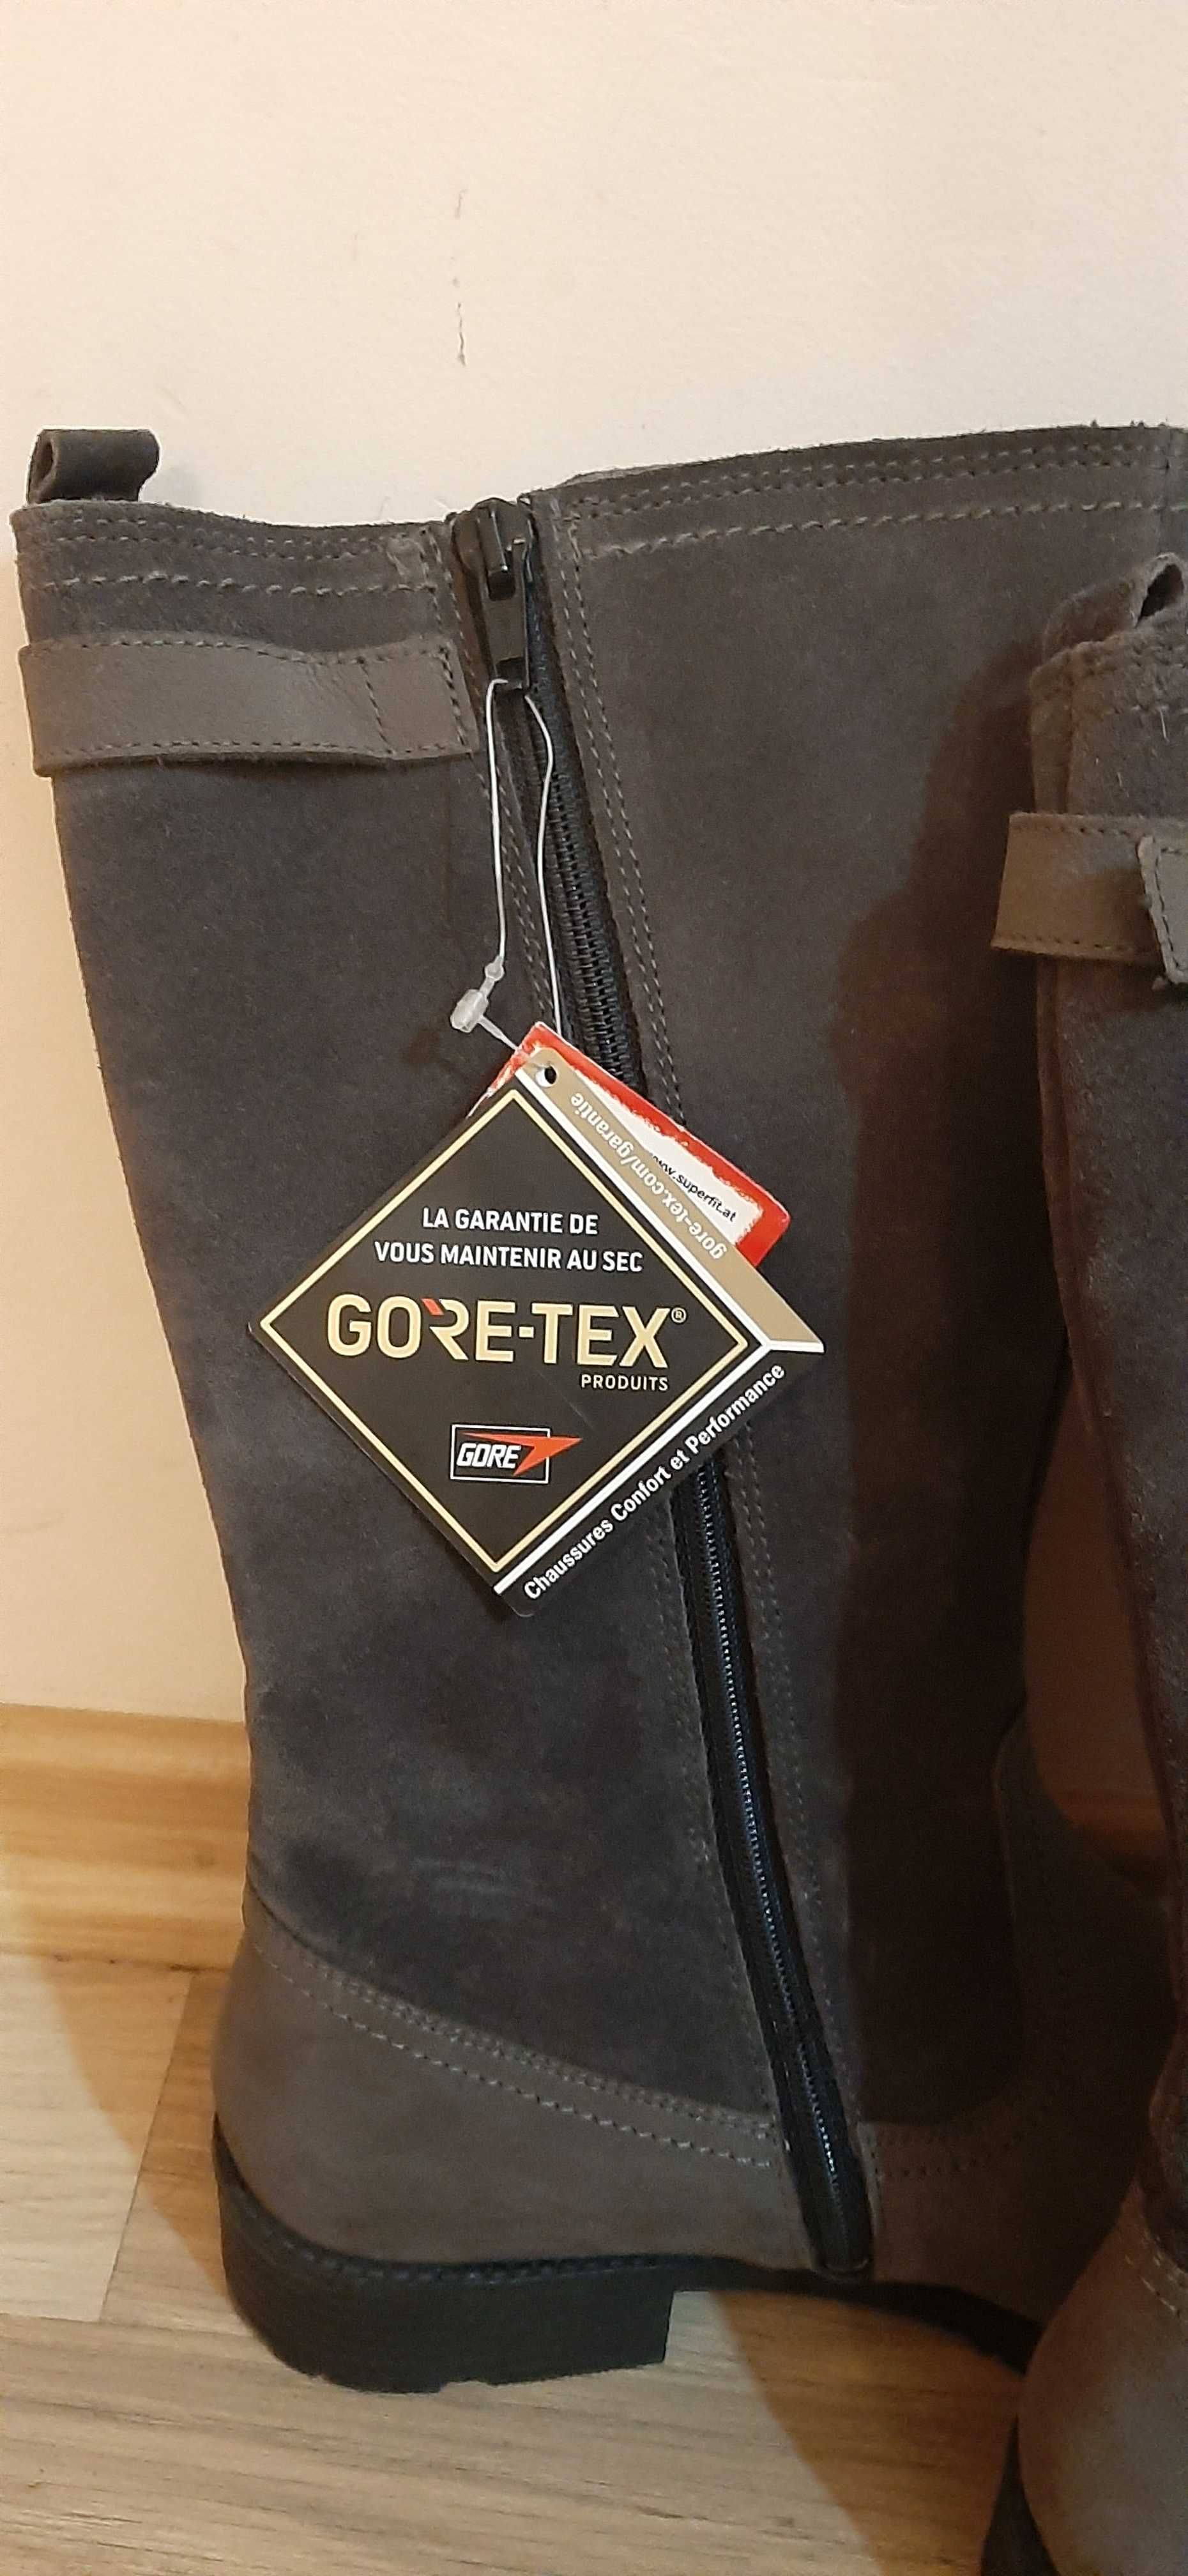 www.superfit.at
gore-tex.com/garantie
LA GARANTIE DE
VOUS MAINTENIR AU SEC
GORE-TEX®
PRODUITS
GORE
Chaussures Confort et Performance